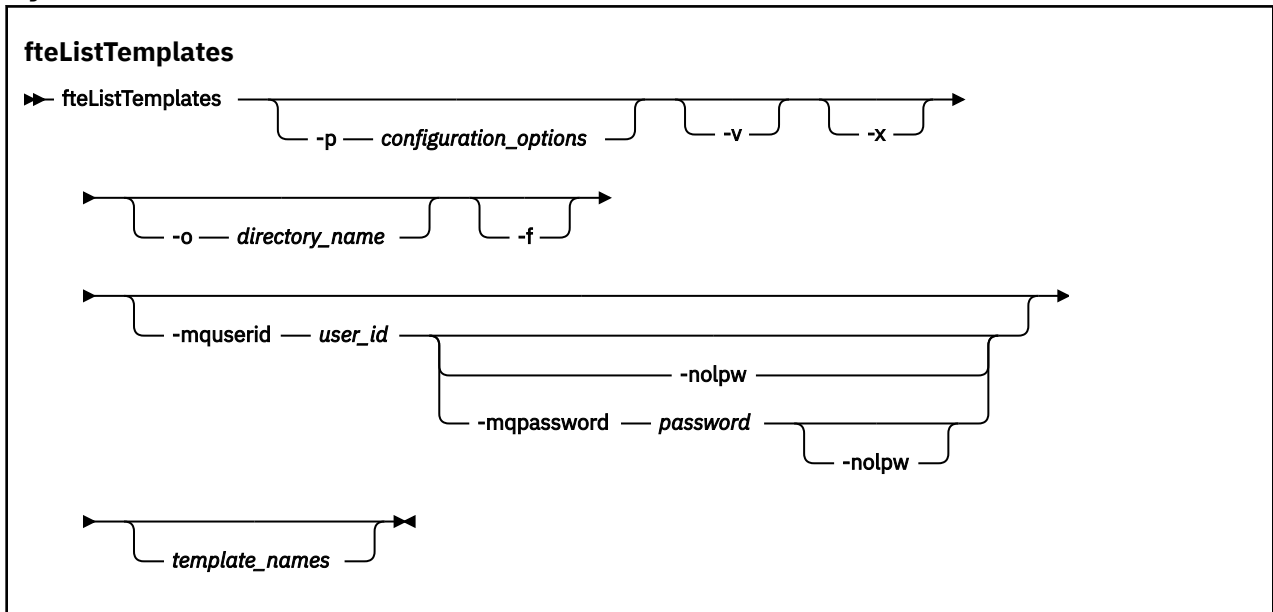 fteListTemplates
fteListTemplates
-p configuration_options -v -x
-o directory_name -f
-mquserid user_id
-nolpw
-mqpassword password
-nolpw
template_names